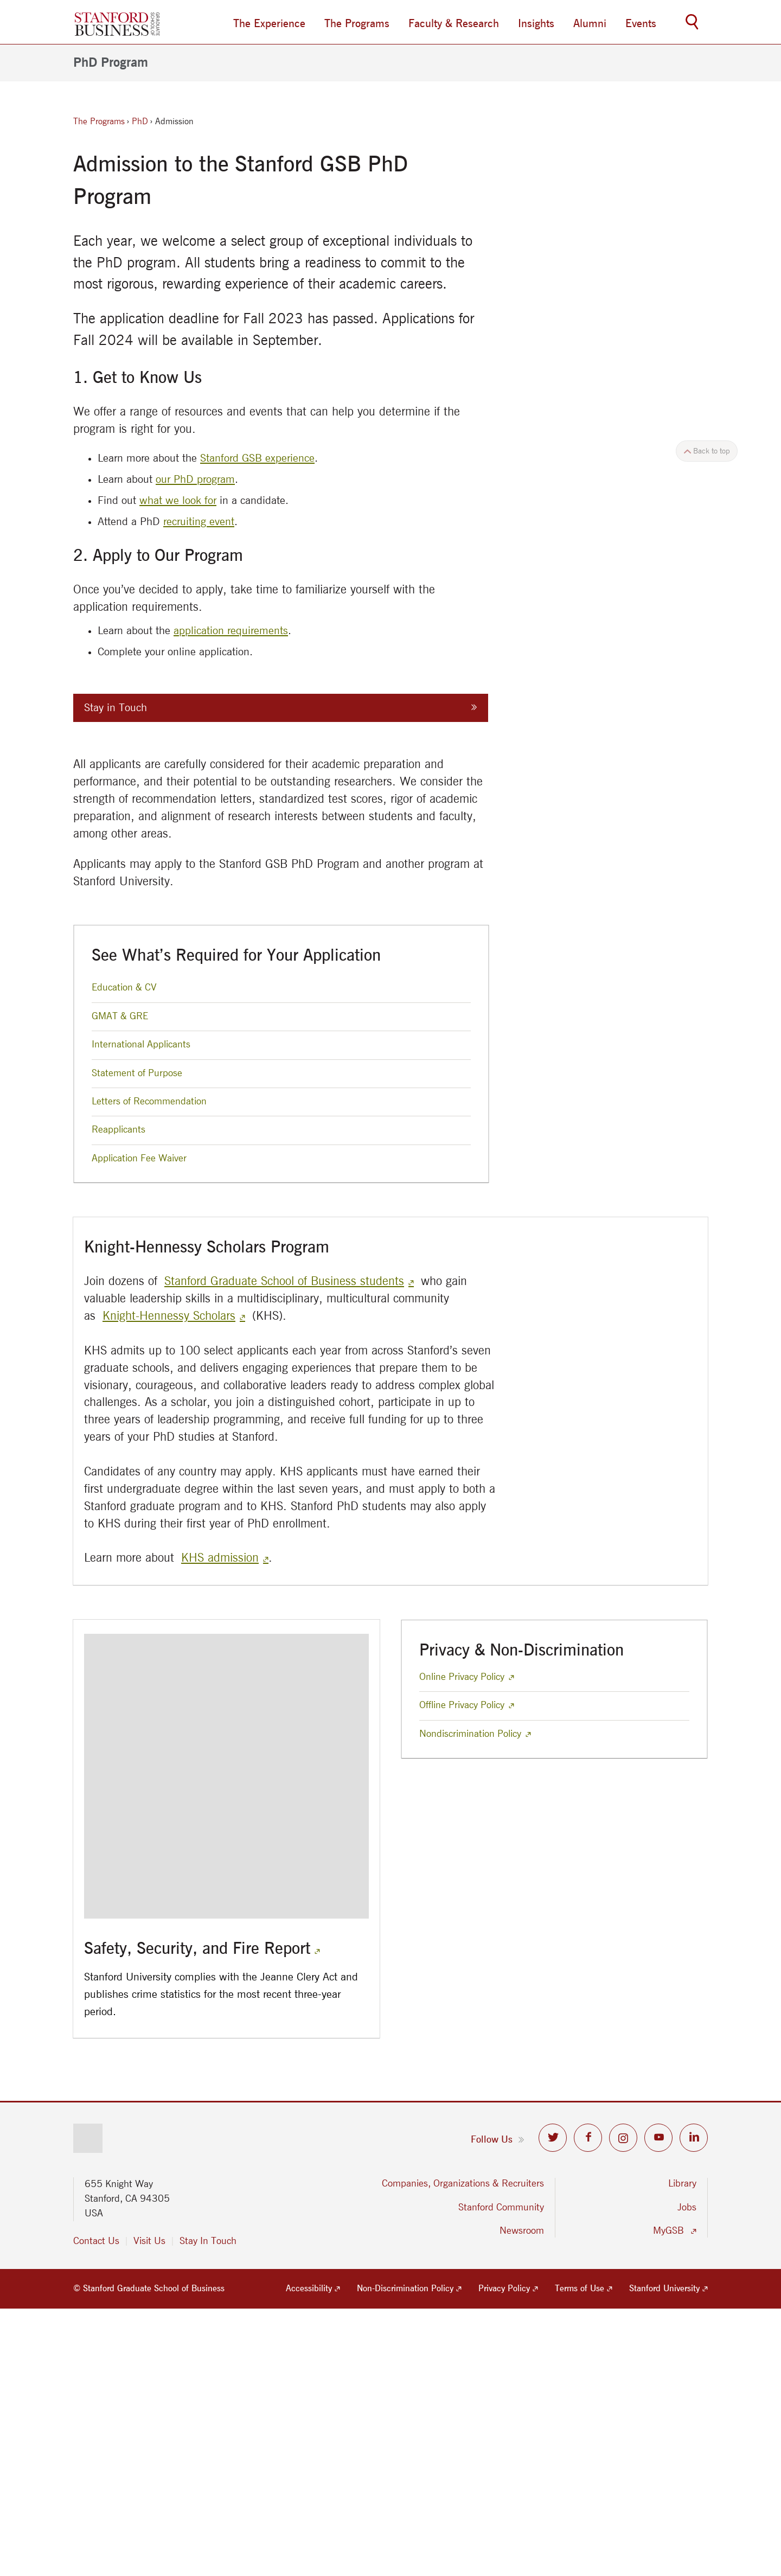 STANFORD
BUSINESS
GRADUATE
SCHOOL OF
BUSINESS
The Experience
The Programs
Faculty & Research
Insights
Alumni
Events
PhD Program
The Programs › PhD › Admission
Admission to the Stanford GSB PhD
Program
Each year, we welcome a select group of exceptional individuals to
the PhD program. All students bring a readiness to commit to the
most rigorous, rewarding experience of their academic careers.
The application deadline for Fall 2023 has passed. Applications for
Fall 2024 will be available in September.
1. Get to Know Us
We offer a range of resources and events that can help you determine if the
program is right for you.
Back to top
• Learn more about the Stanford GSB experience.
• Learn about our PhD program.
• Find out what we look for in a candidate.
• Attend a PhD recruiting event.
2. Apply to Our Program
Once you've decided to apply, take time to familiarize yourself with the
application requirements.
• Learn about the application requirements.
• Complete your online application.
Stay in Touch
All applicants are carefully considered for their academic preparation and
performance, and their potential to be outstanding researchers. We consider the
strength of recommendation letters, standardized test scores, rigor of academic
preparation, and alignment of research interests between students and faculty,
among other areas.
Applicants may apply to the Stanford GSB PhD Program and another program at
Stanford University.
See What's Required for Your Application
Education & CV
GMAT & GRE
International Applicants
Statement of Purpose
Letters of Recommendation
Reapplicants
Application Fee Waiver
Knight-Hennessy Scholars Program
Join dozens of Stanford Graduate School of Business students who gain
valuable leadership skills in a multidisciplinary, multicultural community
as Knight-Hennessy Scholars (KHS).
KHS admits up to 100 select applicants each year from across Stanford's seven
graduate schools, and delivers engaging experiences that prepare them to be
visionary, courageous, and collaborative leaders ready to address complex global
challenges. As a scholar, you join a distinguished cohort, participate in up to
three years of leadership programming, and receive full funding for up to three
years of your PhD studies at Stanford.
Candidates of any country may apply. KHS applicants must have earned their
first undergraduate degree within the last seven years, and must apply to both a
Stanford graduate program and to KHS. Stanford PhD students may also apply
to KHS during their first year of PhD enrollment.
Learn more about KHS admission.
Privacy & Non-Discrimination
Online Privacy Policy
Offline Privacy Policy
Nondiscrimination Policy
Safety, Security, and Fire Report
Stanford University complies with the Jeanne Clery Act and
publishes crime statistics for the most recent three-year
period.
Follow Us
655 Knight Way
Stanford, CA 94305
USA
Contact Us
Visit Us
Stay In Touch
Companies, Organizations & Recruiters
Stanford Community
Newsroom
Library
Jobs
MyGSB
© Stanford Graduate School of Business
Accessibility
Non-Discrimination Policy
Privacy Policy
Terms of Use
Stanford University